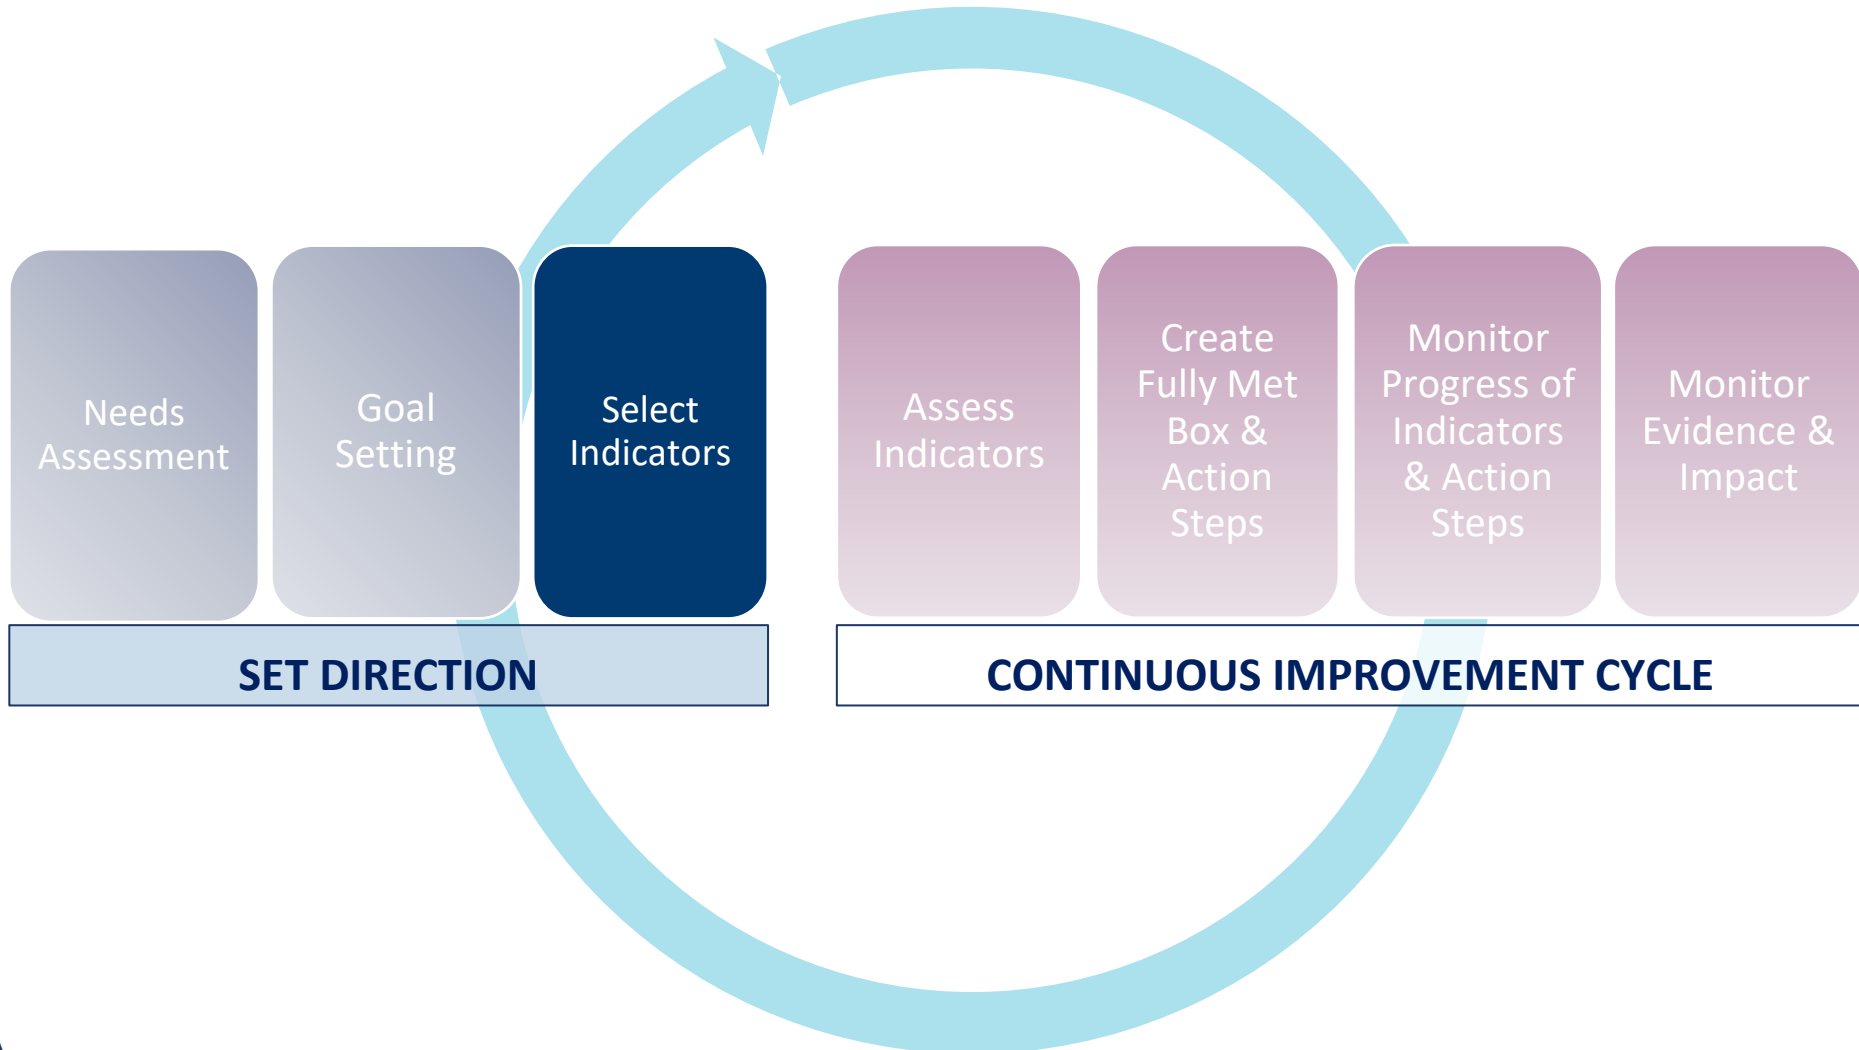 Needs
Assessment
Goal
Setting
Select
Indicators
Assess
Indicators
Create
Fully Met
Box &
Action
Steps
Monitor
Progress of
Indicators
& Action
Steps
Monitor
Evidence &
Impact
SET DIRECTION
CONTINUOUS IMPROVEMENT CYCLE